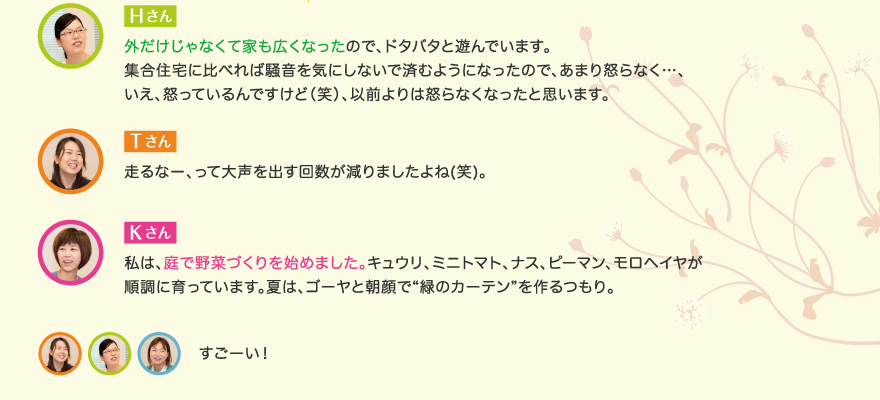 Hさん
外だけじゃなくて家も広くなったので、ドタバタと遊んでいます。
集合住宅に比べれば騒音を気にしないで済むようになったので、あまり怒らなく…、
いえ、怒っているんですけど（笑）、以前よりは怒らなくなったと思います。
Tさん
走るなー、って大声を出す回数が減りましたよね(笑)。
Kさん
私は、庭で野菜づくりを始めました。キュウリ、ミニトマト、ナス、ピーマン、モロヘイヤが
順調に育っています。夏は、ゴーヤと朝顔で“緑のカーテン”を作るつもり。
すごーい！